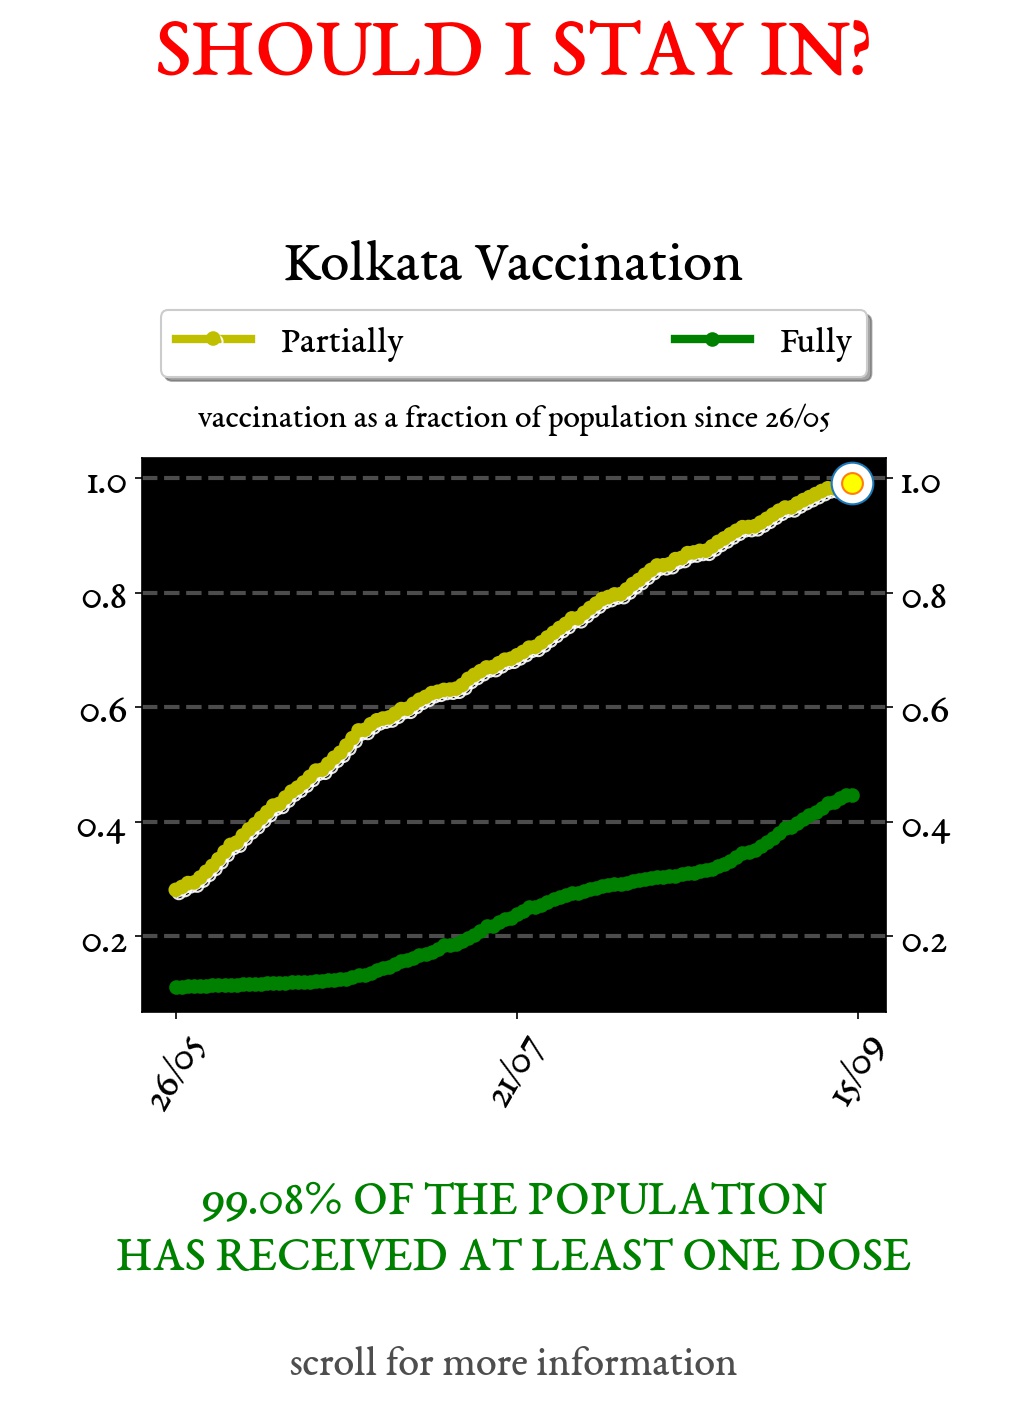 SHOULD I STAY IN?
Kolkata Vaccination
Partially Fully
vaccination as a fraction of population since 26/05
1.0 1.0
0.8 0.8
0.6 0.6
0.4 0.4
0.2 0.2
26/05 21/07 15/09
99.08% OF THE POPULATION
HAS RECEIVED AT LEAST ONE DOSE
scroll for more information